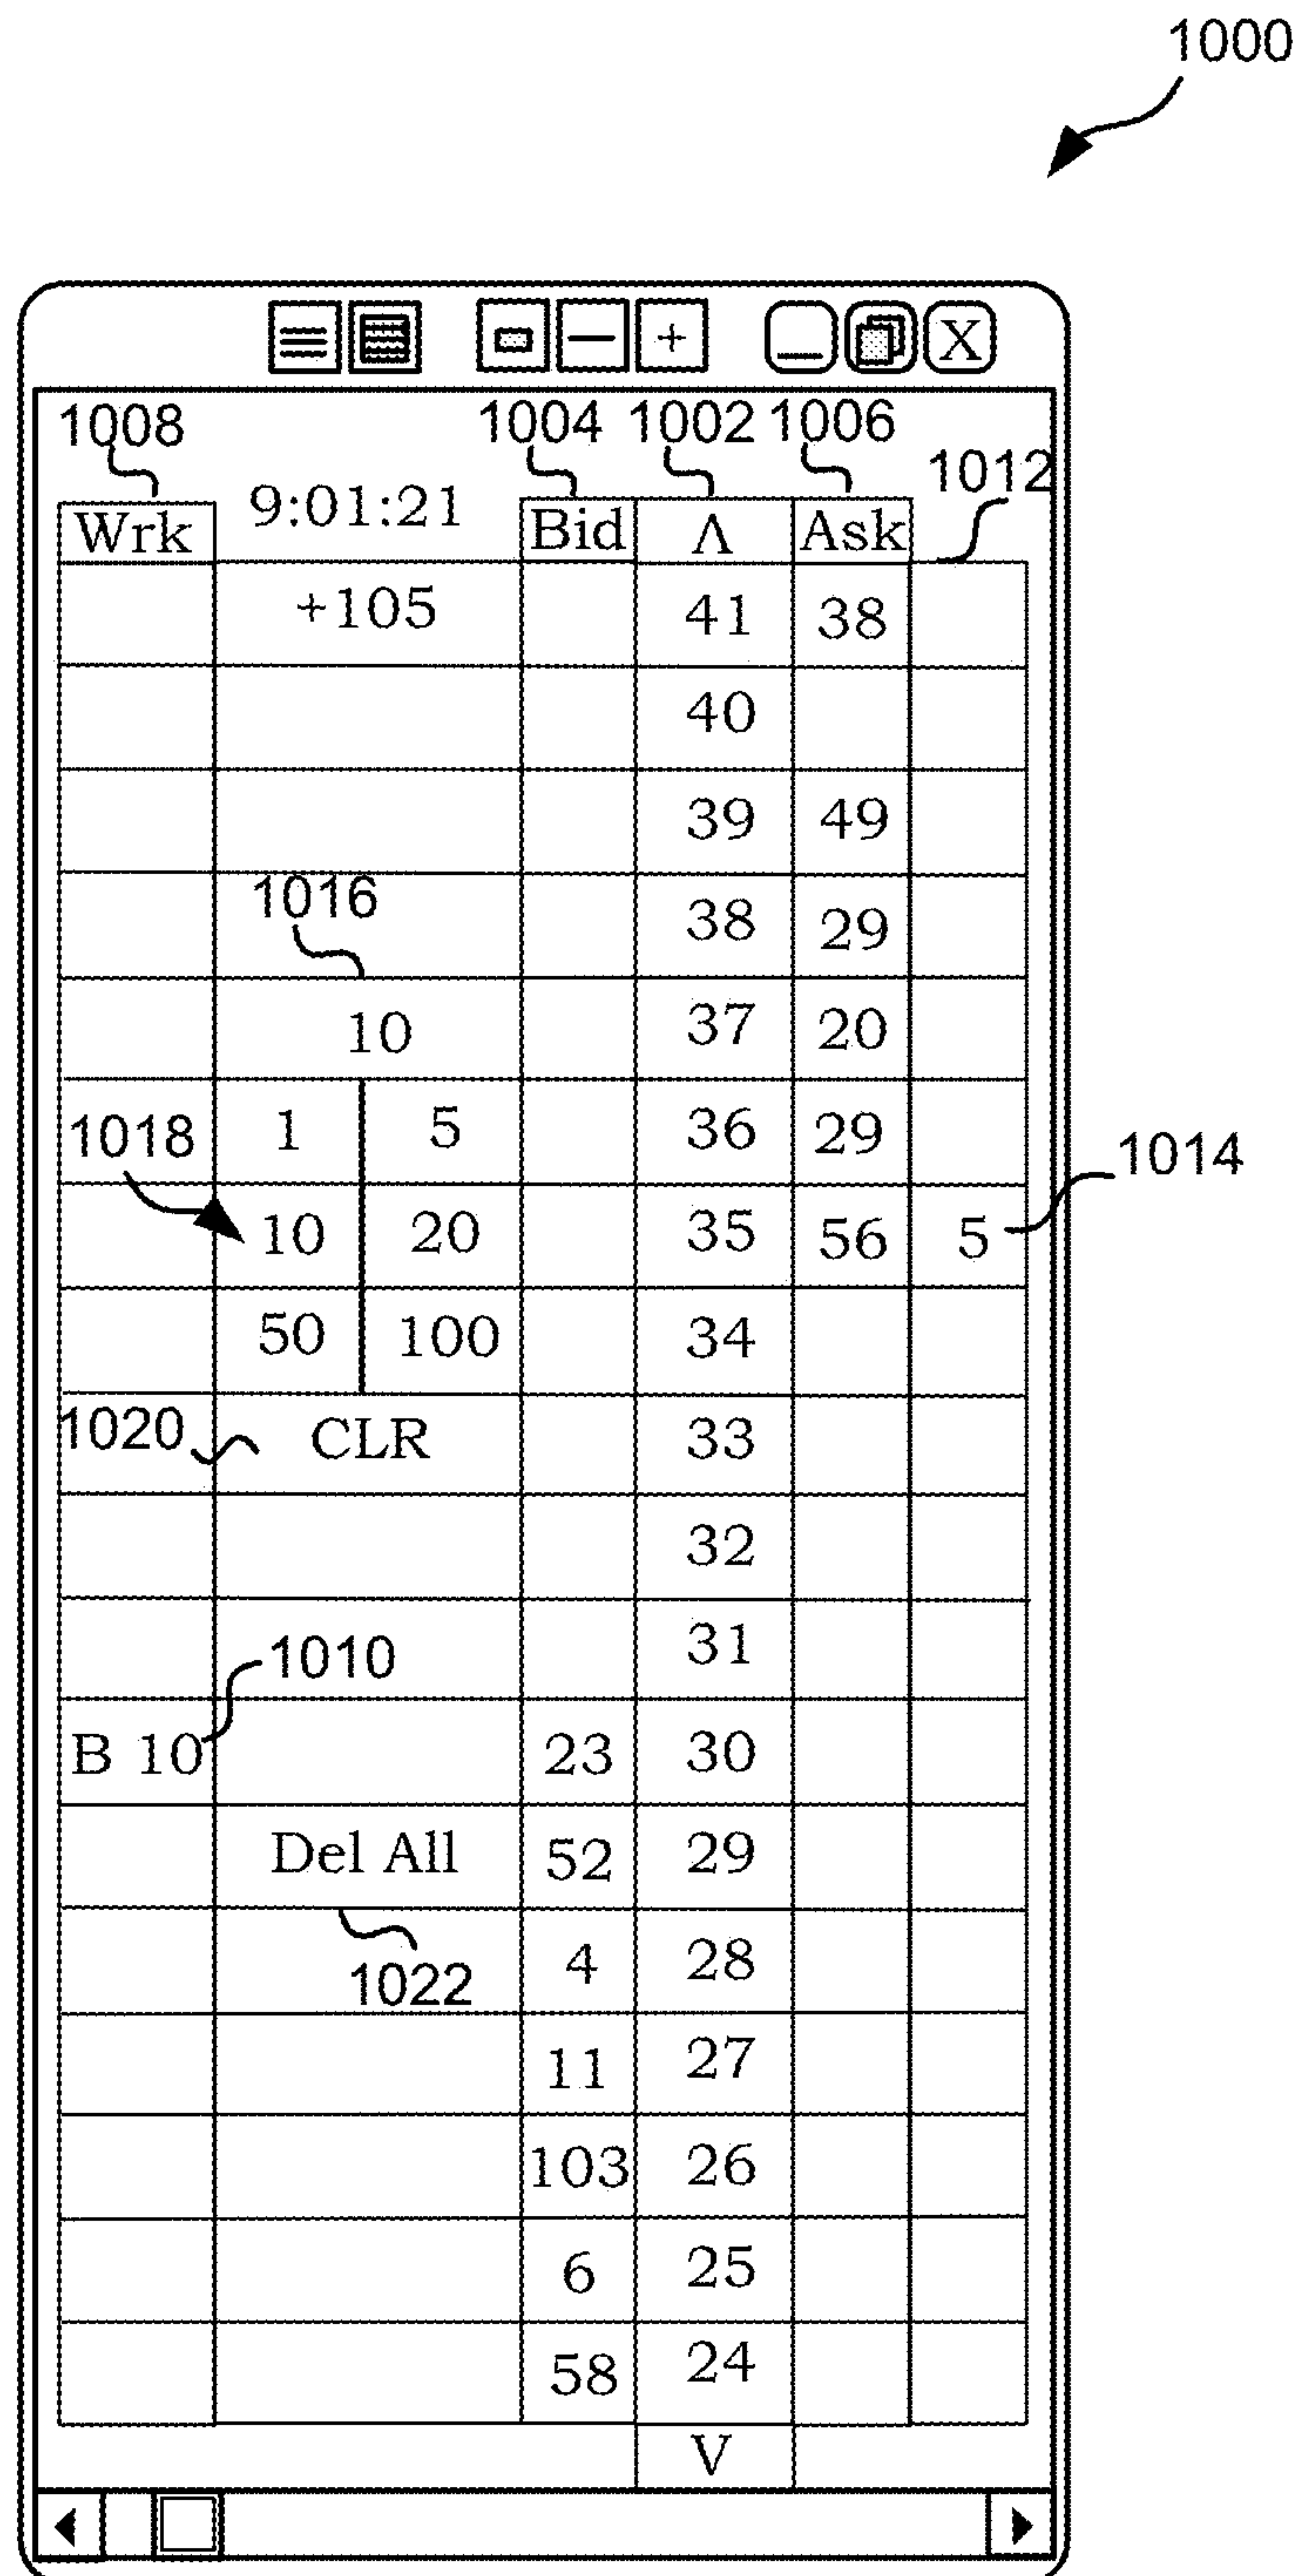 1000
X
1008 1004 1002 1006
1012
Wrk 9:01:21 Bid Λ Ask
+105 41 38
40
39 49
1016 38 29
10 37 20
1018 1 5 36 29 1014
10 20 35 56 5
50 100 34
1020 CLR 33
32
1010 31
B 10 23 30
Del All 52 29
1022 4 28
11 27
103 26
6 25
58 24
V